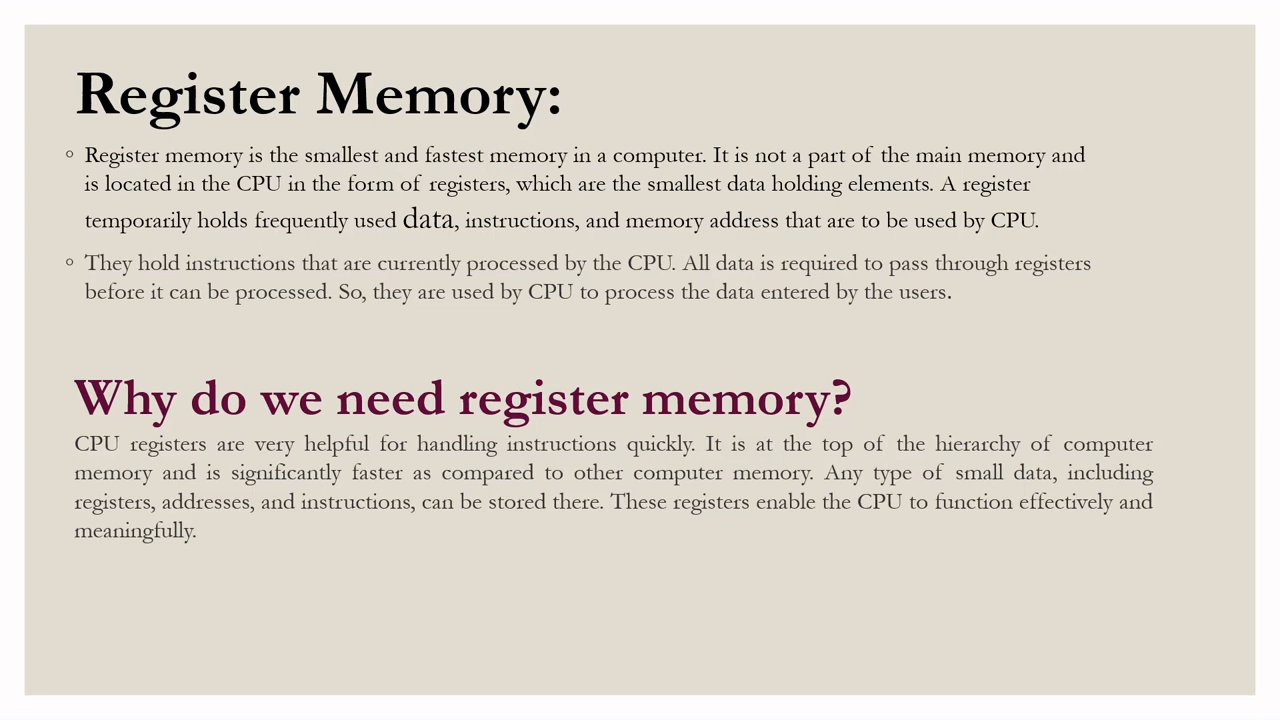 Register Memory:
◦ Register memory is the smallest and fastest memory in a computer. It is not a part of the main memory and
is located in the CPU in the form of registers, which are the smallest data holding elements. A register
temporarily holds frequently used data, instructions, and memory address that are to be used by CPU.
◦ They hold instructions that are currently processed by the CPU. All data is required to pass through registers
before it can be processed. So, they are used by CPU to process the data entered by the users.
Why do we need register memory?
CPU registers are very helpful for handling instructions quickly. It is at the top of the hierarchy of computer
memory and is significantly faster as compared to other computer memory. Any type of small data, including
registers, addresses, and instructions, can be stored there. These registers enable the CPU to function effectively and
meaningfully.